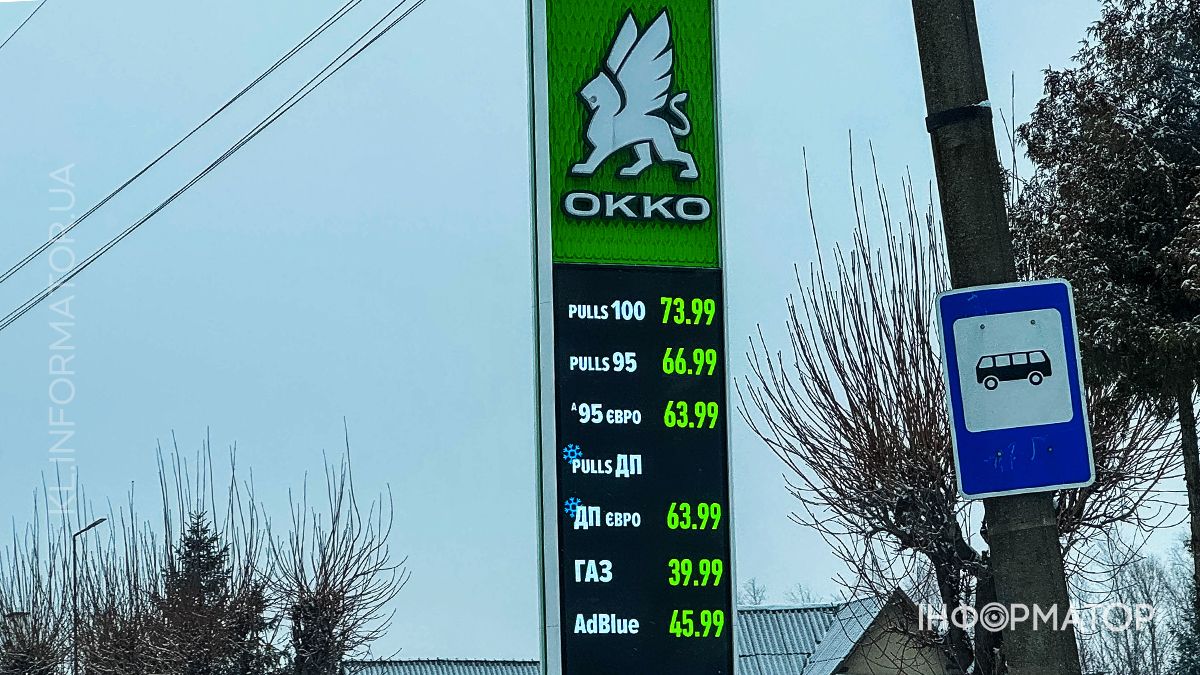 OKKO
PULLS 100 73.99
PULLS 95 66.99
A95 ЄВРО 63.99
PULLS ДП
ДП ЄВРО 63.99
ГАЗ 39.99
AdBlue 45.99
KL.INFORMATOR.UA
ІНФОРМАТОР